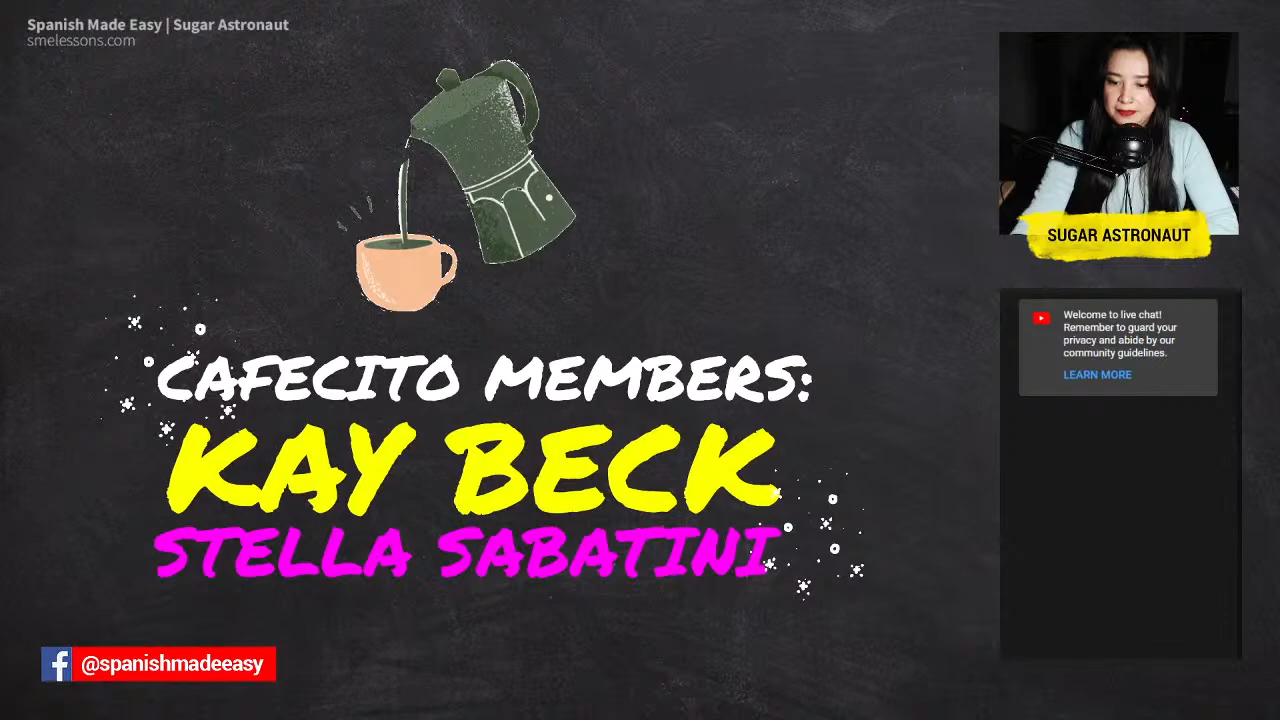 Spanish Made Easy | Sugar Astronaut
smelessons.com
CAFECITO MEMBERS:
KAY BECK
STELLA SABATINI
@spanishmadeeasy
SUGAR ASTRONAUT
Welcome to live chat!
Remember to guard your
privacy and abide by our
community guidelines.
LEARN MORE